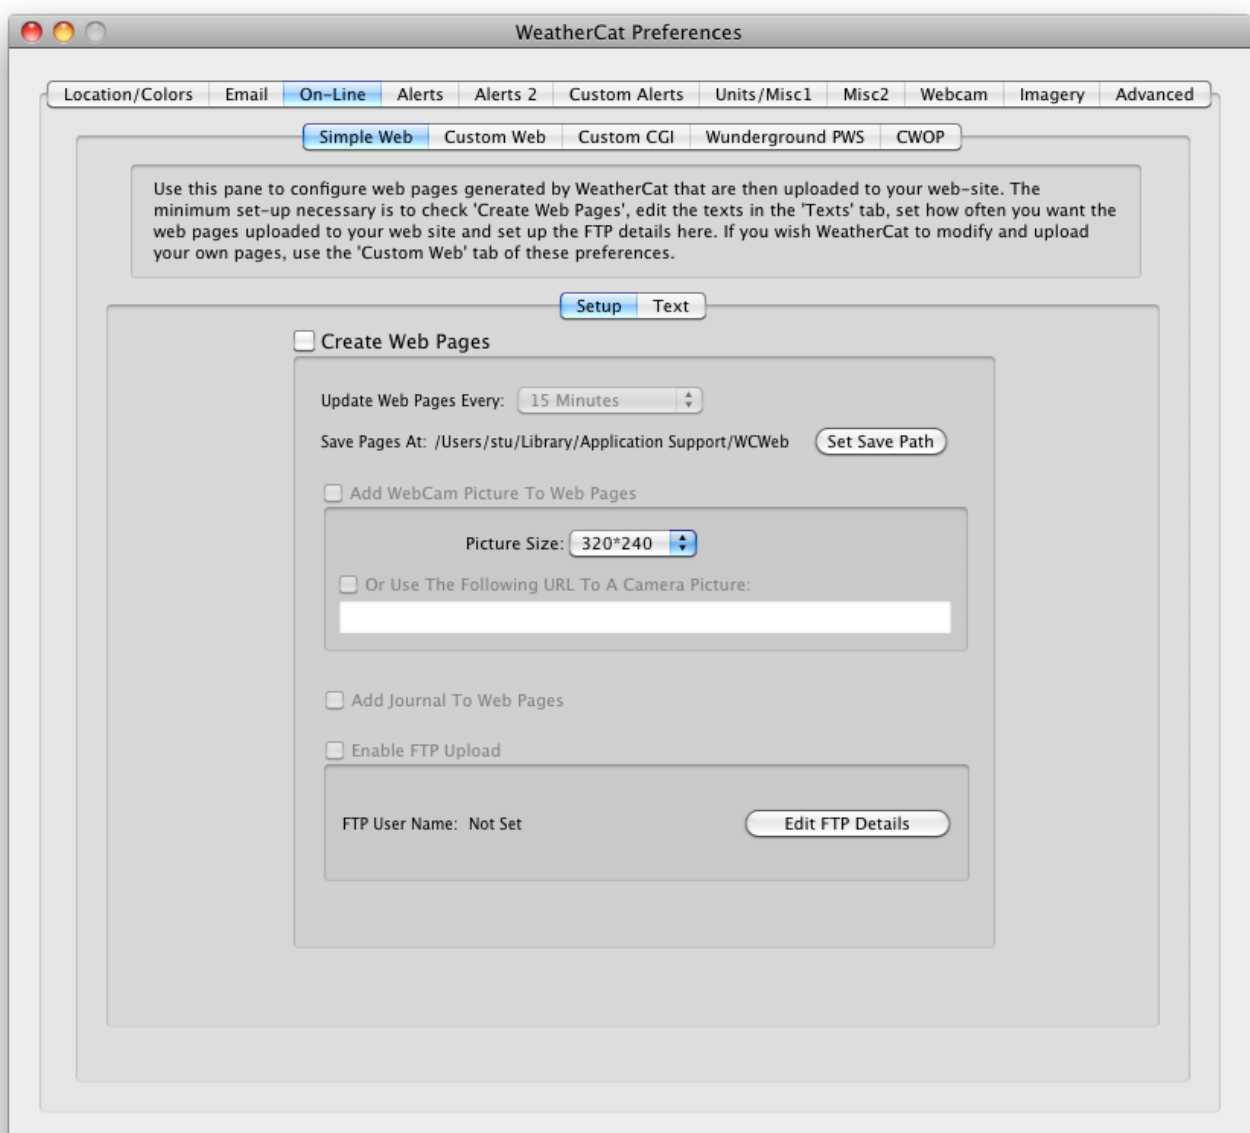 WeatherCat Preferences
Location/Colors Email On-Line Alerts Alerts 2 Custom Alerts Units/Misc1 Misc2 Webcam Imagery Advanced
Simple Web Custom Web Custom CGI Wunderground PWS CWOP
Use this pane to configure web pages generated by WeatherCat that are then uploaded to your web-site. The
minimum set-up necessary is to check 'Create Web Pages', edit the texts in the 'Texts' tab, set how often you want the
web pages uploaded to your web site and set up the FTP details here. If you wish WeatherCat to modify and upload
your own pages, use the 'Custom Web' tab of these preferences.
Setup Text
Create Web Pages
Update Web Pages Every: 15 Minutes
Save Pages At: /Users/stu/Library/Application Support/WCWeb Set Save Path
Add WebCam Picture To Web Pages
Picture Size: 320*240
Or Use The Following URL To A Camera Picture:
Add Journal To Web Pages
Enable FTP Upload
FTP User Name: Not Set Edit FTP Details